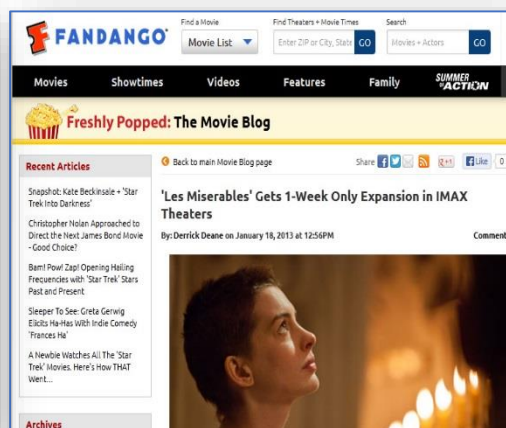 FANDANGO
Find a Movie
Movie List
Find Theaters + Movie Times
Enter ZIP or City, State GO
Search
Movies + Actors GO
Movies Showtimes Videos Features Family SUMMER of ACTION
Freshly Popped: The Movie Blog
Recent Articles
Snapshot: Kate Beckinsale + 'Star
Trek Into Darkness'
Christopher Nolan Approached to
Direct the Next James Bond Movie
- Good Choice?
Bam! Pow! Zap! Opening Hailing
Frequencies with 'Star Trek' Stars
Past and Present
Sleeper To See: Greta Gerwig
Elicits Ha-Has With Indie Comedy
'Frances Ha'
A Newbie Watches All The 'Star
Trek' Movies. Here's How THAT
Went...
Archives
Back to main Movie Blog page
Share
Like 0
'Les Miserables' Gets 1-Week Only Expansion in IMAX
Theaters
By: Derrick Deane on January 18, 2013 at 12:56PM
Comment